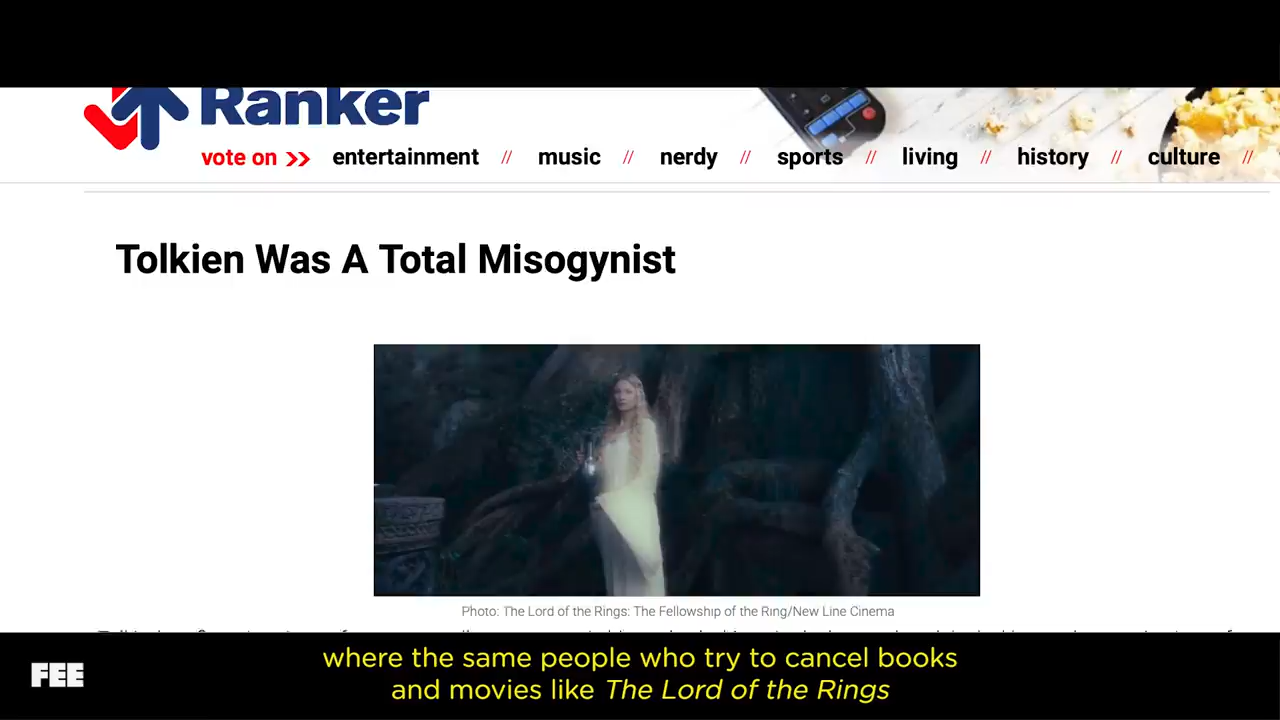 Ranker
vote on >> entertainment // music // nerdy // sports // living // history // culture //
Tolkien Was A Total Misogynist
Photo: The Lord of the Rings: The Fellowship of the Ring/New Line Cinema
FEE
where the same people who try to cancel books
and movies like The Lord of the Rings